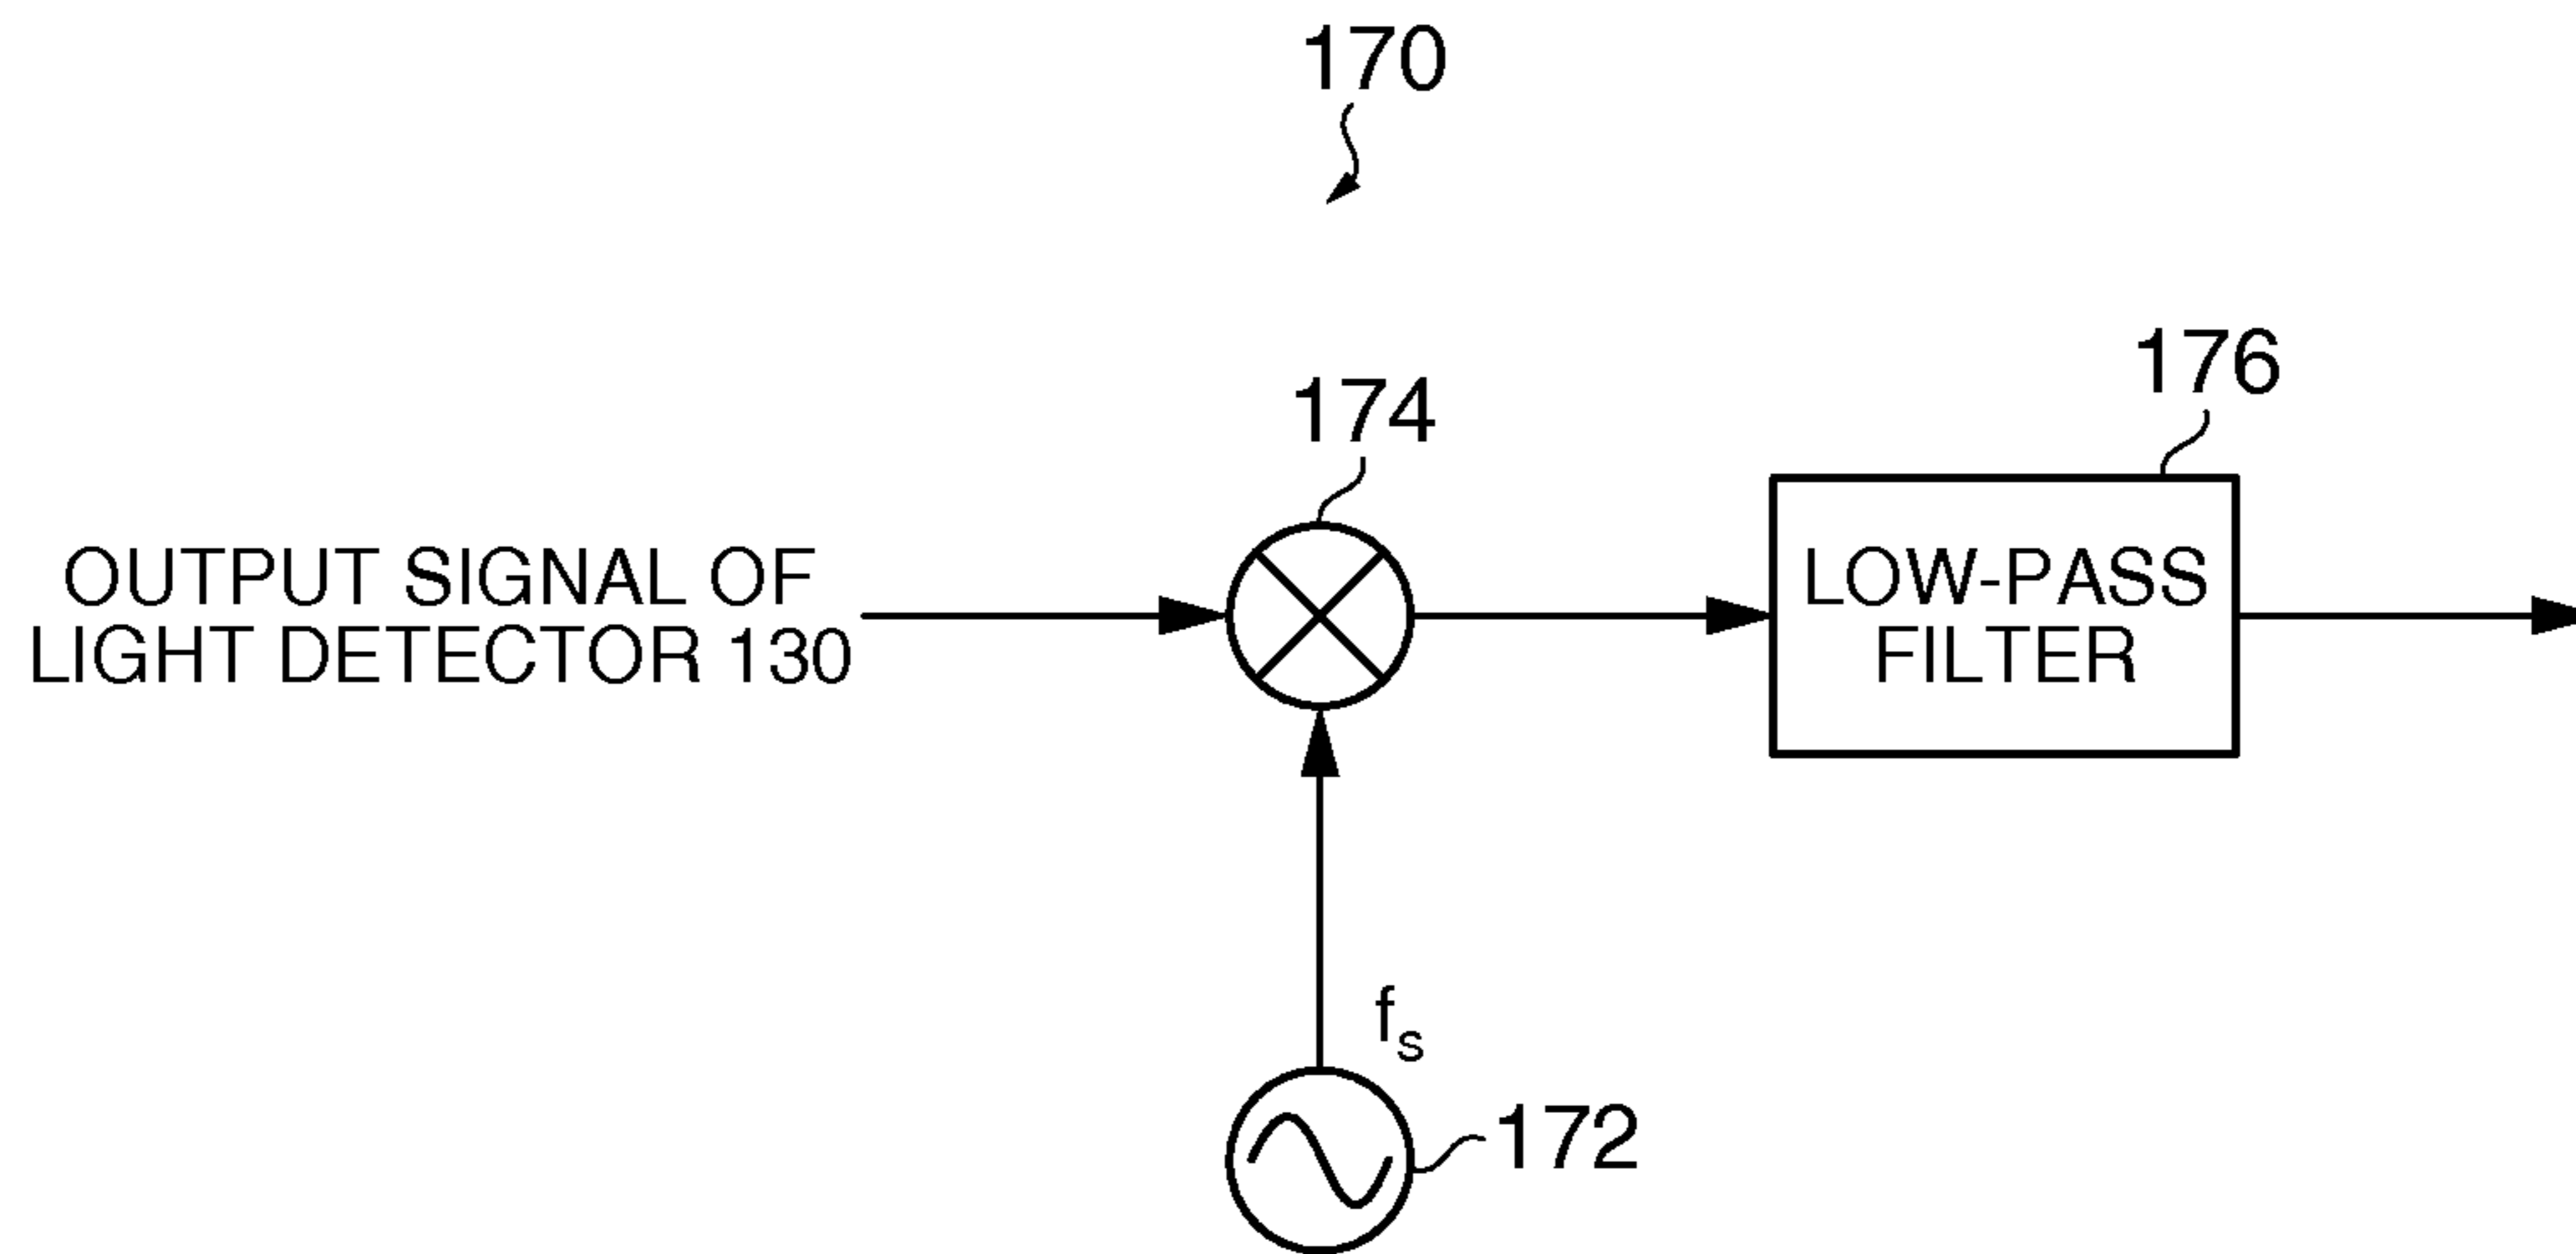 170
174
176
OUTPUT SIGNAL OF
LIGHT DETECTOR 130
LOW-PASS
FILTER
fs
172